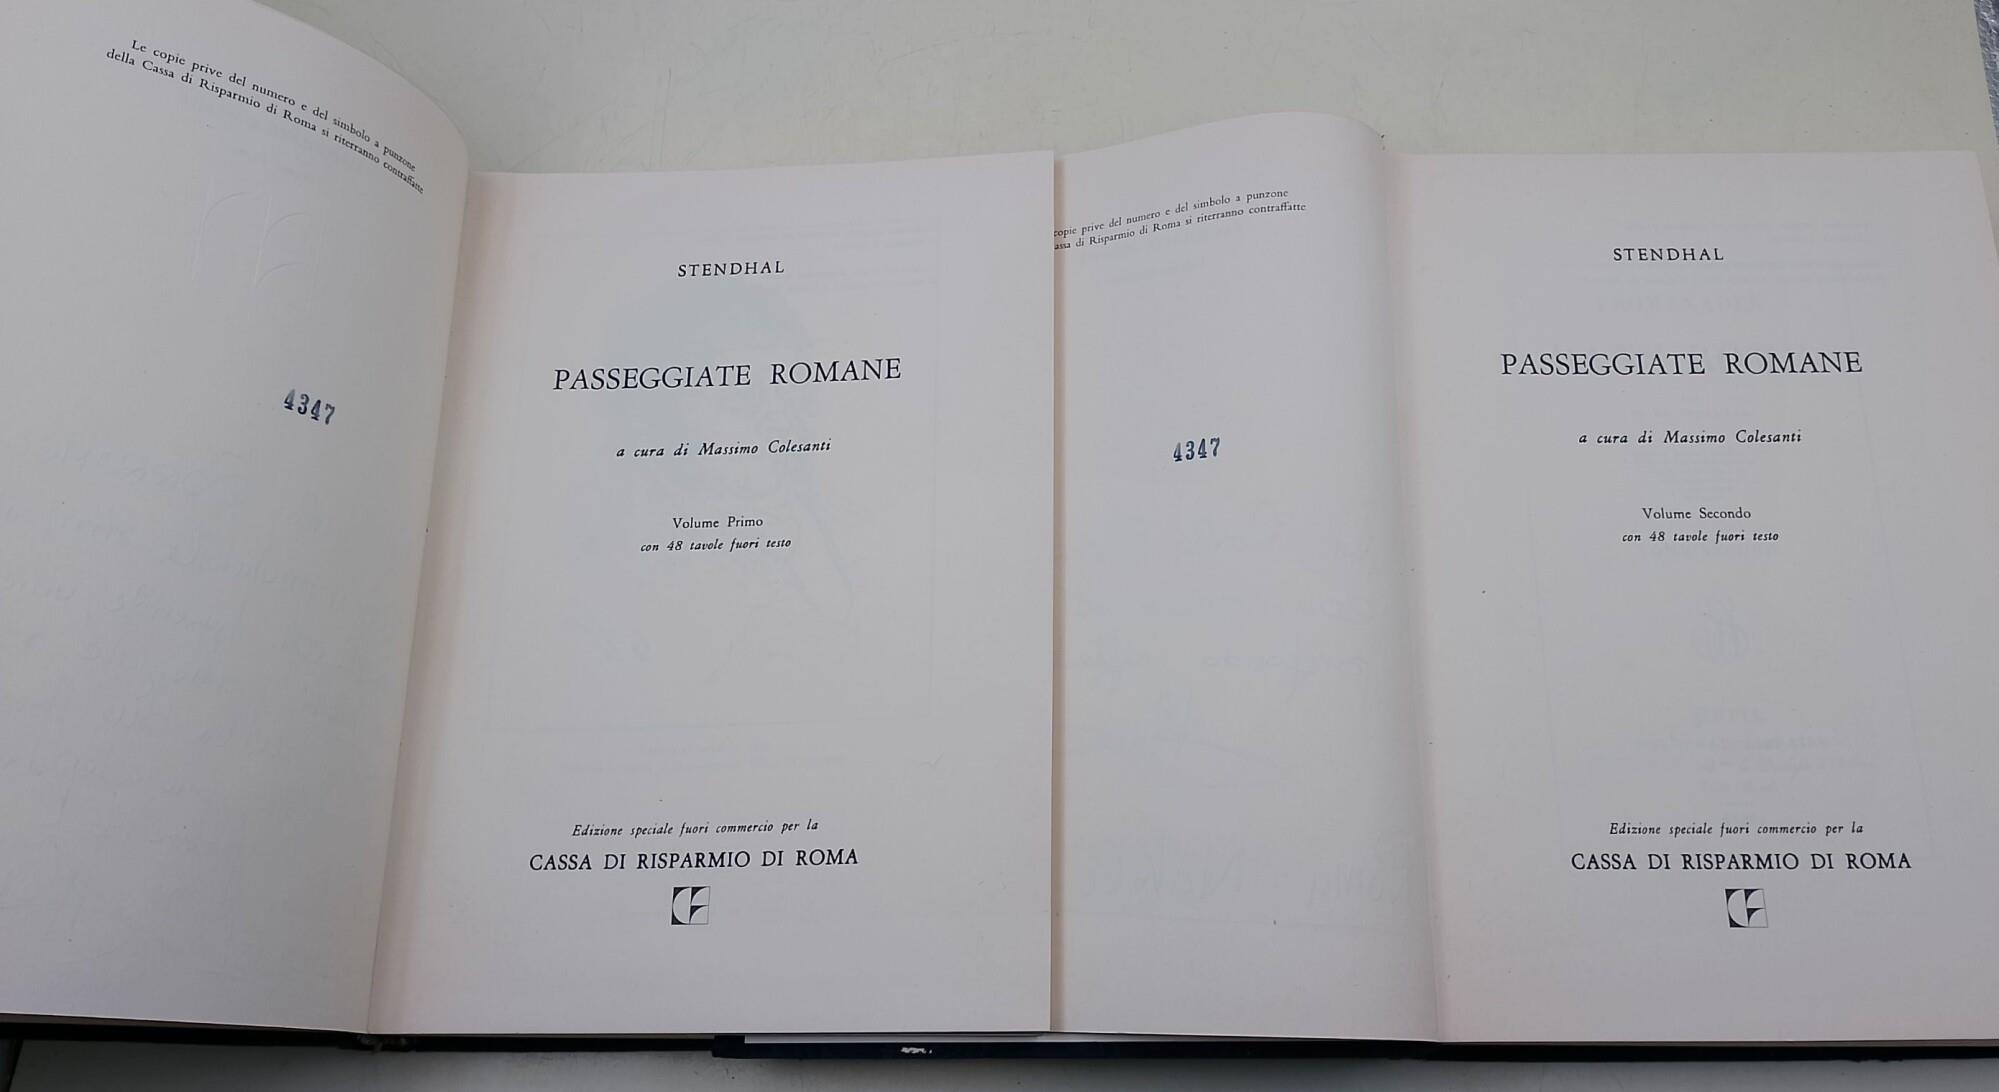 Le copie prive del numero e del simbolo a punzone
della Cassa di Risparmio di Roma si riterranno contraffatte
4347
STENDHAL
PASSEGGIATE ROMANE
a cura di Massimo Colesanti
Volume Primo
con 48 tavole fuori testo
Edizione speciale fuori commercio per la
CASSA DI RISPARMIO DI ROMA
copie prive del numero e del simbolo a punzone
assa di Risparmio di Roma si riterranno contraffatte
4347
STENDHAL
PASSEGGIATE ROMANE
a cura di Massimo Colesanti
Volume Secondo
con 48 tavole fuori testo
Edizione speciale fuori commercio per la
CASSA DI RISPARMIO DI ROMA